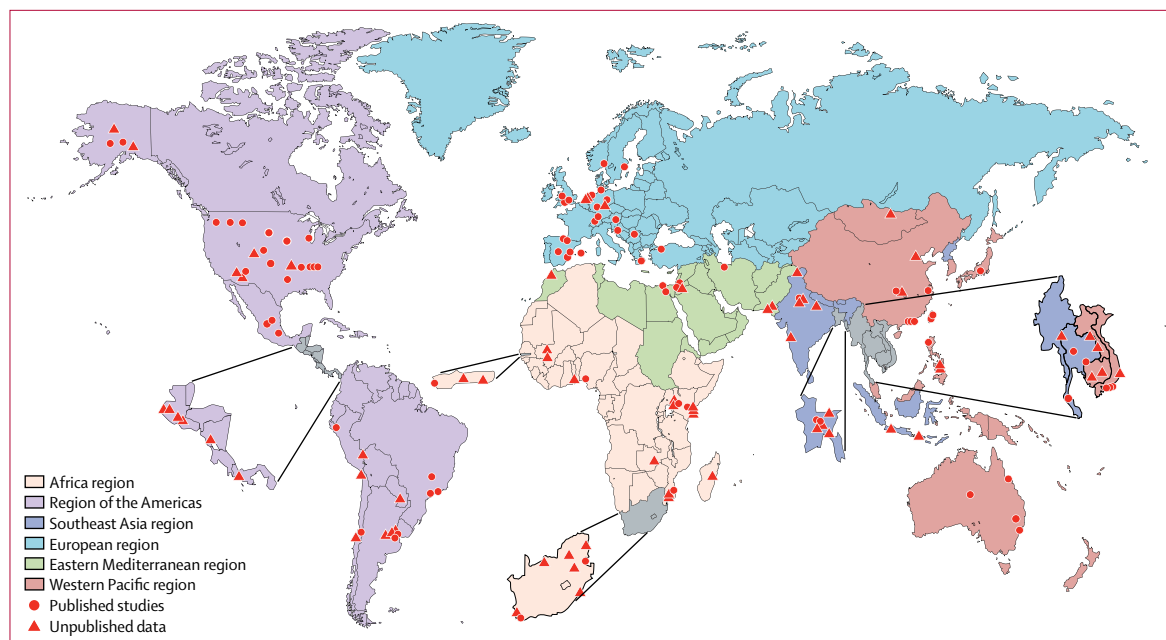 Africa region
Region of the Americas
Southeast Asia region
European region
Eastern Mediterranean region
Western Pacific region
Published studies
Unpublished data